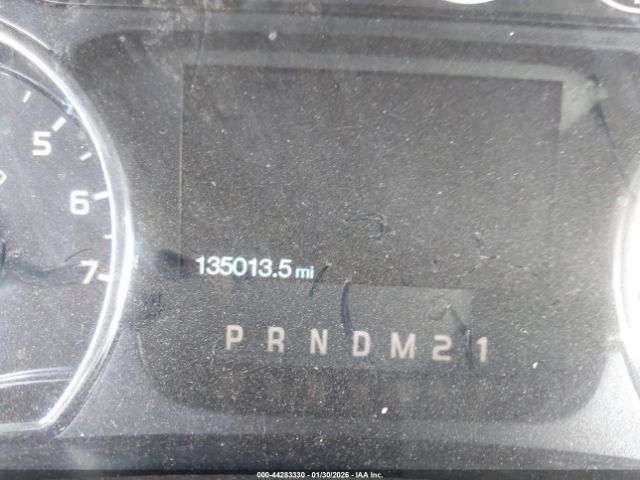 5
6
7
135013.5 mi
P R N D M 2 1
000-44283330 - 01/30/2026 - IAA Inc.